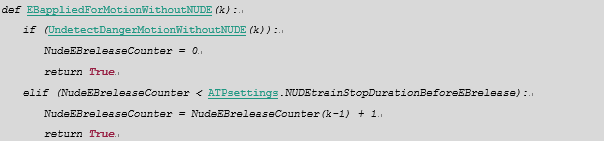 def EBappliedForMotionWithoutNUDE(k):
if (UndetectDangerMotionWithoutNUDE(k)):
NudeEBreleaseCounter = 0
return True
elif (NudeEBreleaseCounter < ATPsettings.NUDEtrainStopDurationBeforeEBrelease):
NudeEBreleaseCounter = NudeEBreleaseCounter(k-1) + 1
return True